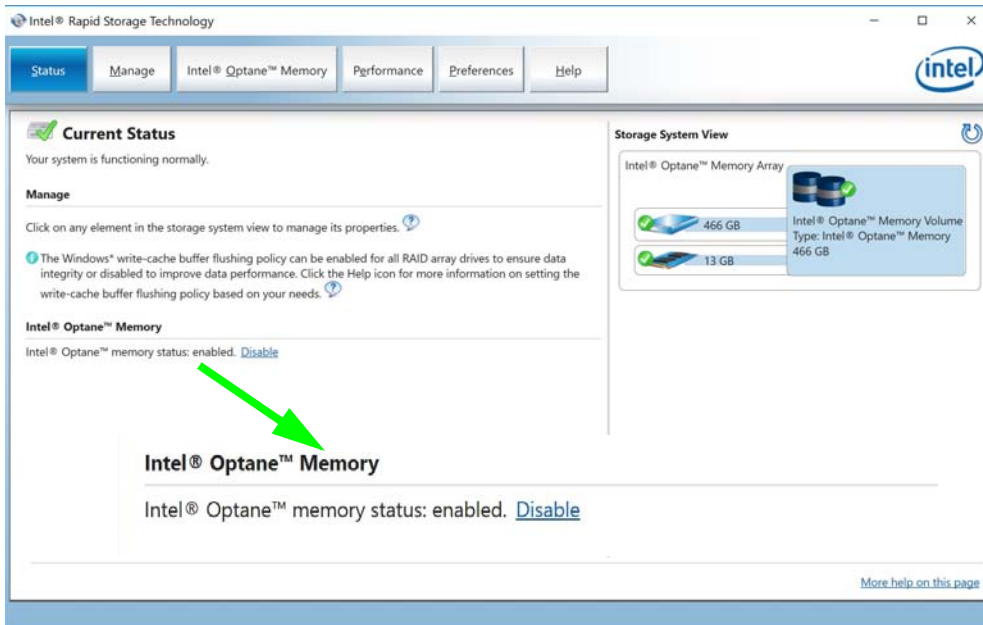 Intel® Rapid Storage Technology
Status
Manage
Intel® Optane™ Memory
Performance
Preferences
Help
intel
Current Status
Your system is functioning normally.
Manage
Click on any element in the storage system view to manage its properties.
The Windows* write-cache buffer flushing policy can be enabled for all RAID array drives to ensure data
integrity or disabled to improve data performance. Click the Help icon for more information on setting the
write-cache buffer flushing policy based on your needs.
Intel® Optane™ Memory
Intel® Optane™ memory status: enabled. Disable
Intel® Optane™ Memory
Intel® Optane™ memory status: enabled. Disable
Storage System View
Intel® Optane™ Memory Array
466 GB
13 GB
Intel® Optane™ Memory Volume
Type: Intel® Optane™ Memory
466 GB
More help on this page